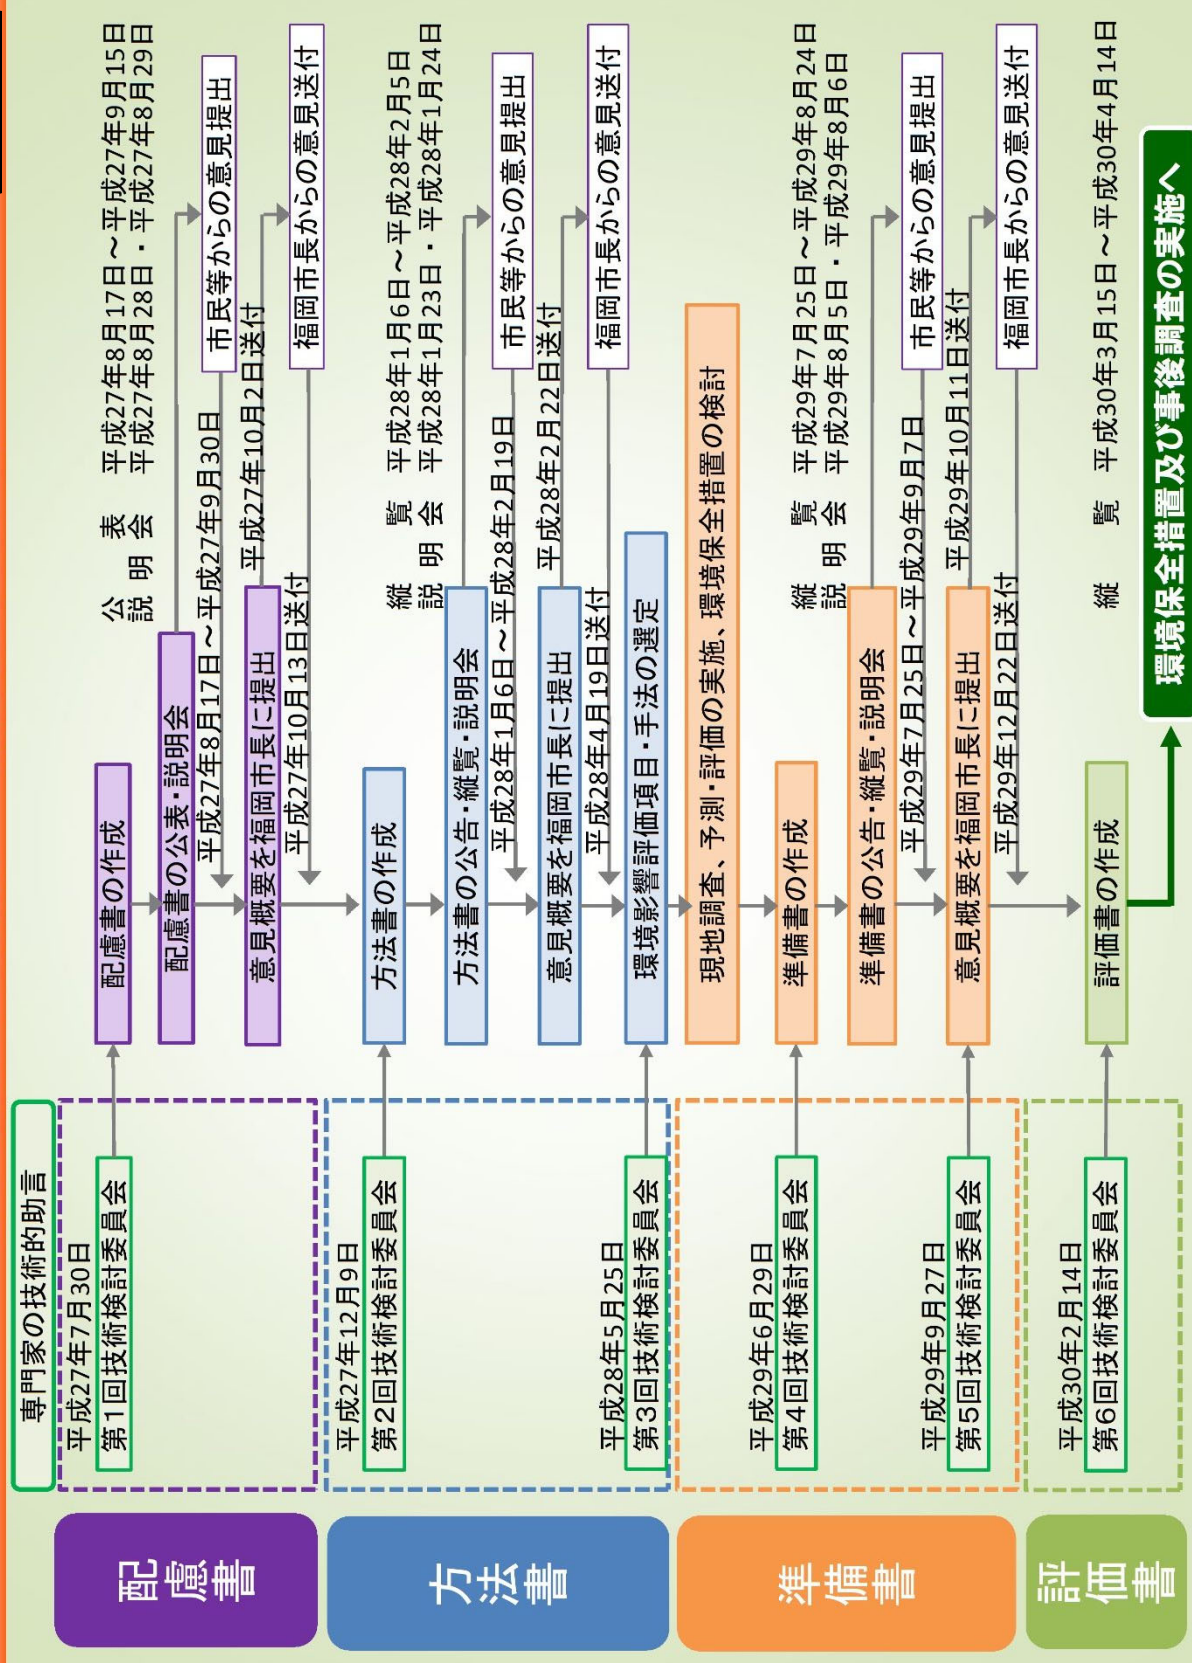 専門家の技術的助言
配慮書
平成27年7月30日
第1回技術検討委員会
配慮書の作成
公表 平成27年8月17日～平成27年9月15日
説明会 平成27年8月28日・平成27年8月29日
配慮書の公表・説明会
市民等からの意見提出
平成27年8月17日～平成27年9月30日
意見概要を福岡市長に提出
平成27年10月2日送付
福岡市長からの意見送付
平成27年10月13日送付
方法書
平成27年12月9日
第2回技術検討委員会
方法書の作成
縦覧 平成28年1月6日～平成28年2月5日
説明会 平成28年1月23日・平成28年1月24日
方法書の公告・縦覧・説明会
市民等からの意見提出
平成28年1月6日～平成28年2月19日
意見概要を福岡市長に提出
平成28年2月22日送付
福岡市長からの意見送付
平成28年4月19日送付
平成28年5月25日
第3回技術検討委員会
環境影響評価項目・手法の選定
準備書
現地調査、予測・評価の実施、環境保全措置の検討
平成29年6月29日
第4回技術検討委員会
準備書の作成
縦覧 平成29年7月25日～平成29年8月24日
説明会 平成29年8月5日・平成29年8月6日
準備書の公告・縦覧・説明会
市民等からの意見提出
平成29年7月25日～平成29年9月7日
平成29年9月27日
第5回技術検討委員会
意見概要を福岡市長に提出
平成29年10月11日送付
福岡市長からの意見送付
平成29年12月22日送付
評価書
平成30年2月14日
第6回技術検討委員会
評価書の作成
縦覧 平成30年3月15日～平成30年4月14日
環境保全措置及び事後調査の実施へ